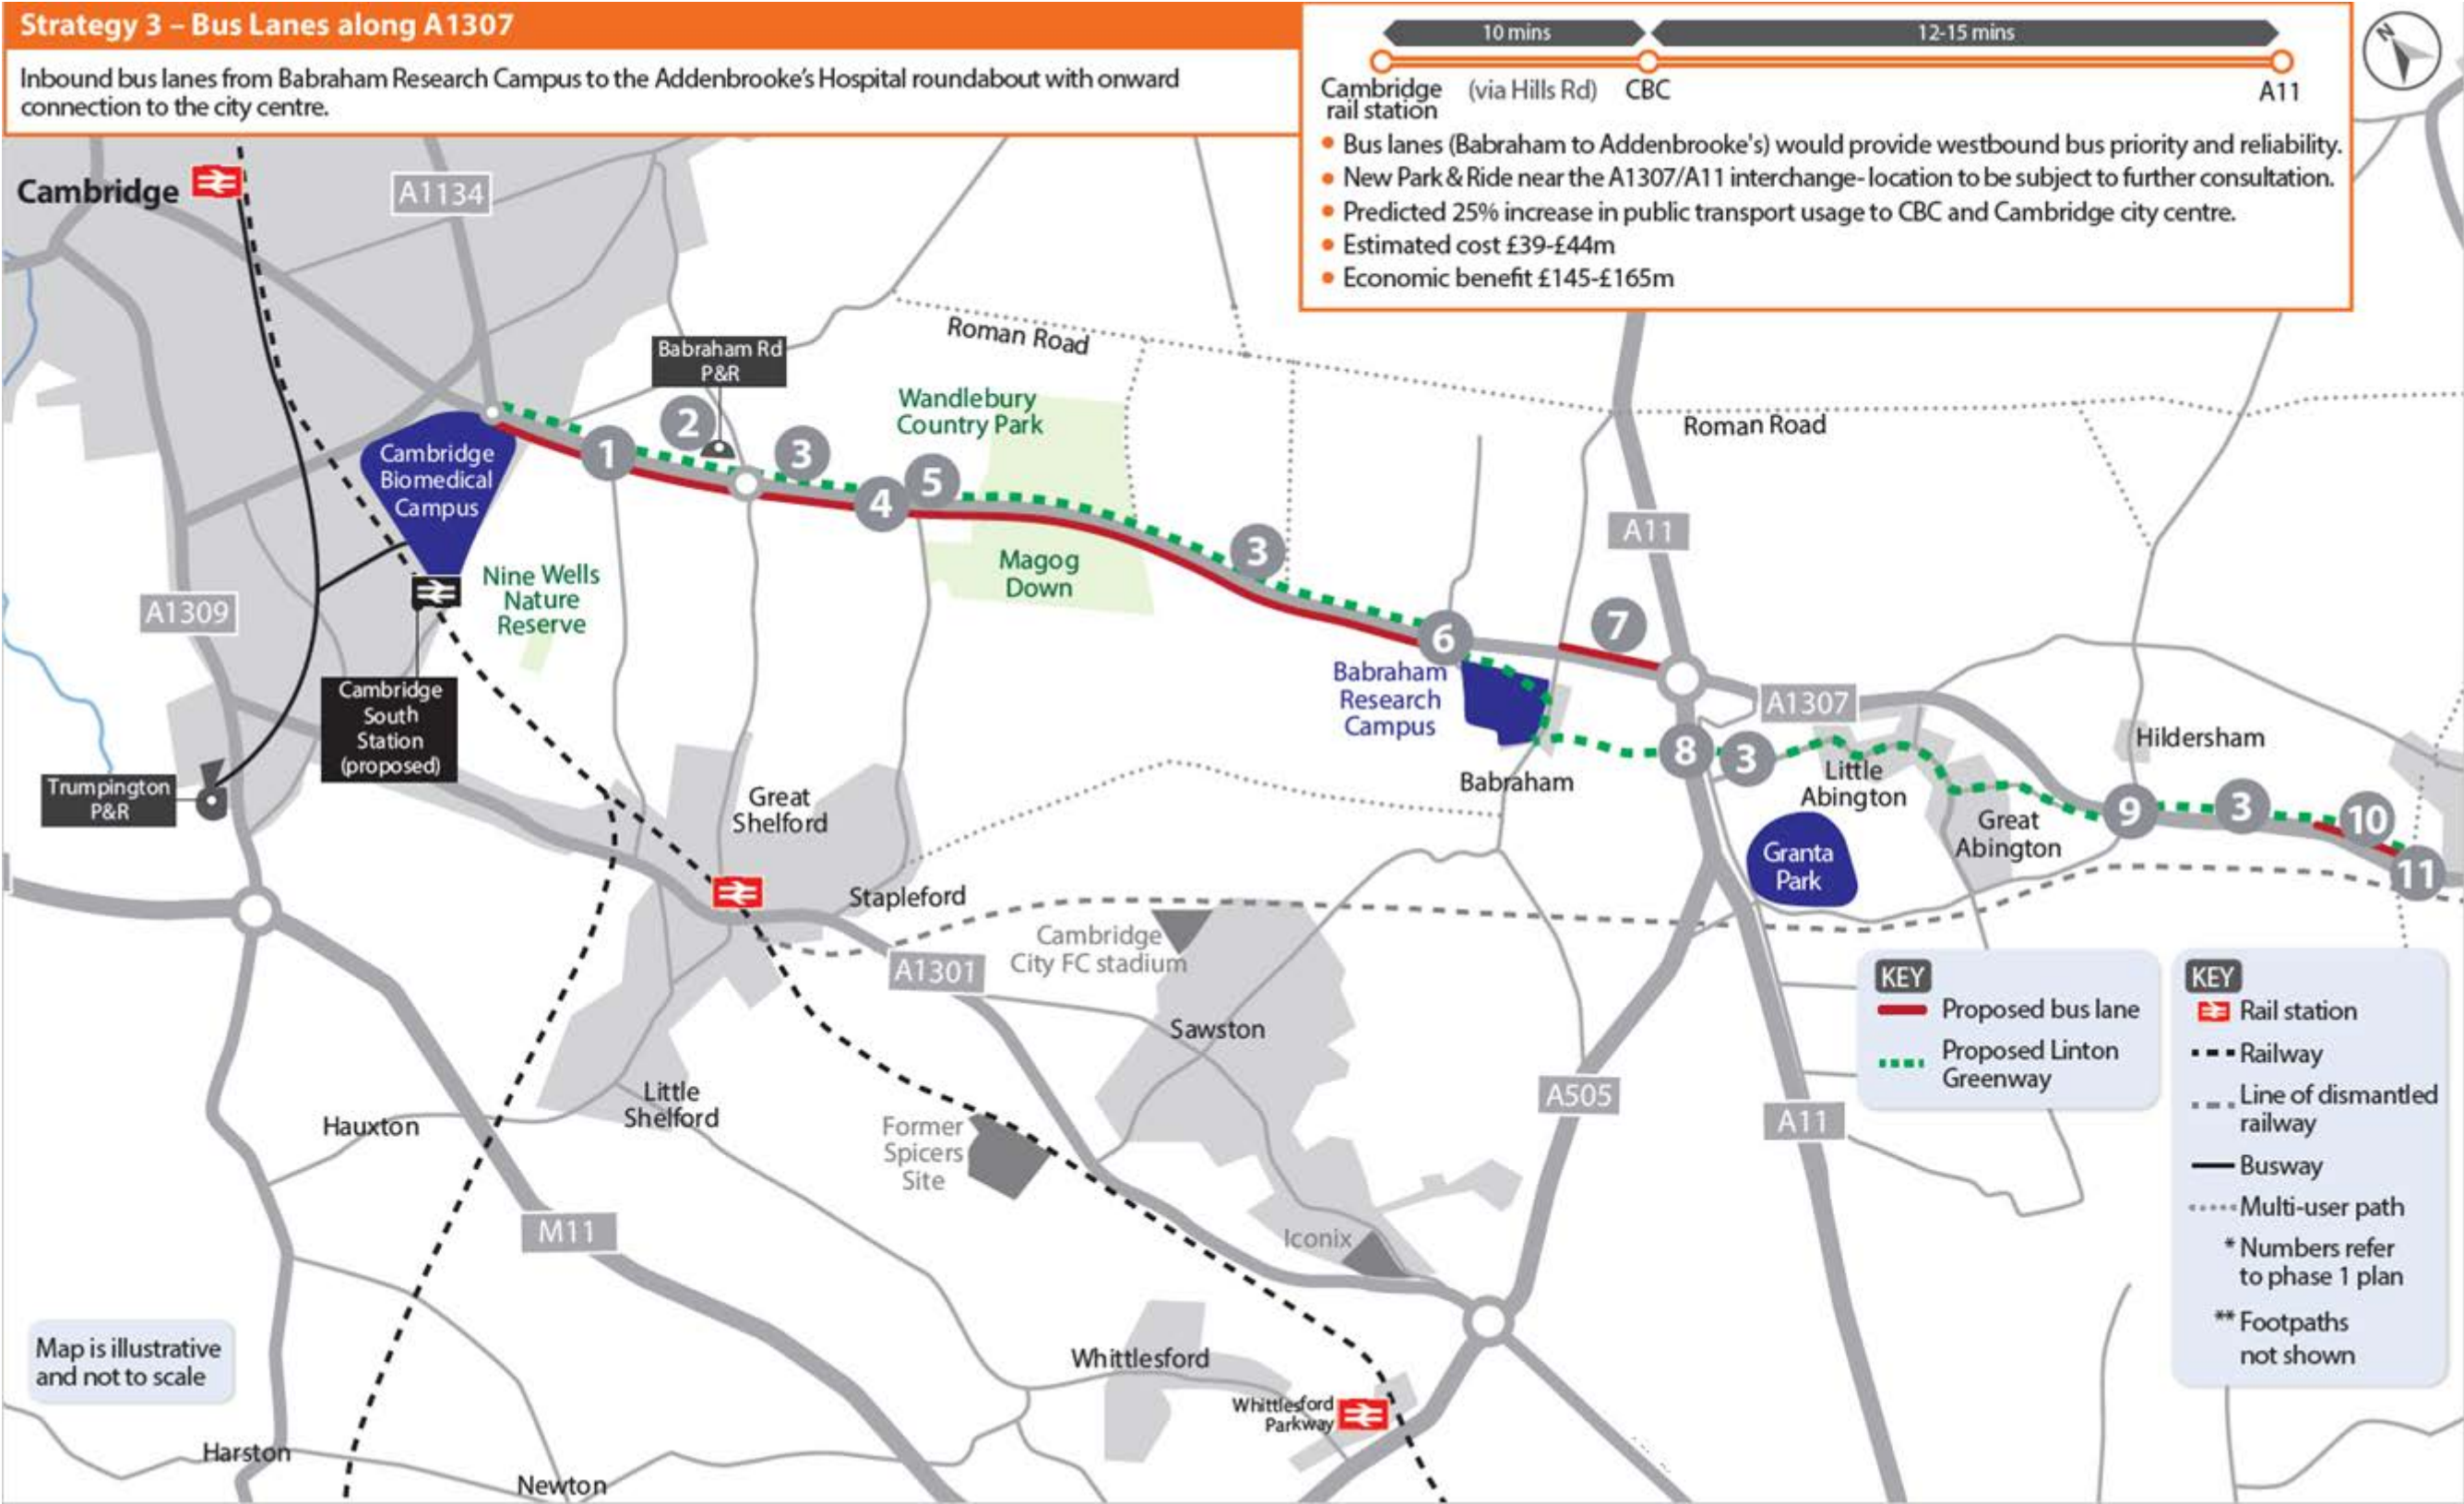 Strategy 3 – Bus Lanes along A1307
Inbound bus lanes from Babraham Research Campus to the Addenbrooke's Hospital roundabout with onward
connection to the city centre.
10 mins
12-15 mins
Cambridge
rail station
(via Hills Rd)
CBC
A11
N
• Bus lanes (Babraham to Addenbrooke's) would provide westbound bus priority and reliability.
• New Park & Ride near the A1307/A11 interchange- location to be subject to further consultation.
• Predicted 25% increase in public transport usage to CBC and Cambridge city centre.
• Estimated cost £39-£44m
• Economic benefit £145-£165m
Cambridge
A1134
Roman Road
Babraham Rd
P&R
Wandlebury
Country Park
Roman Road
Cambridge
Biomedical
Campus
1
2
3
4
5
3
6
7
A11
Magog
Down
Nine Wells
Nature
Reserve
A1309
Babraham
Research
Campus
A1307
Cambridge
South
Station
(proposed)
Trumpington
P&R
Hildersham
8
3
Little
Abington
Babraham
Great
Shelford
Great
Abington
9
3
10
11
Granta
Park
Stapleford
Cambridge
City FC stadium
A1301
Sawston
Little
Shelford
Hauxton
Former
Spicers
Site
A505
A11
M11
Iconix
Whittlesford
Whittlesford
Parkway
Harston
Newton
Map is illustrative
and not to scale
KEY
Proposed bus lane
Proposed Linton
Greenway
KEY
Rail station
Railway
Line of dismantled
railway
Busway
Multi-user path
* Numbers refer
to phase 1 plan
** Footpaths
not shown